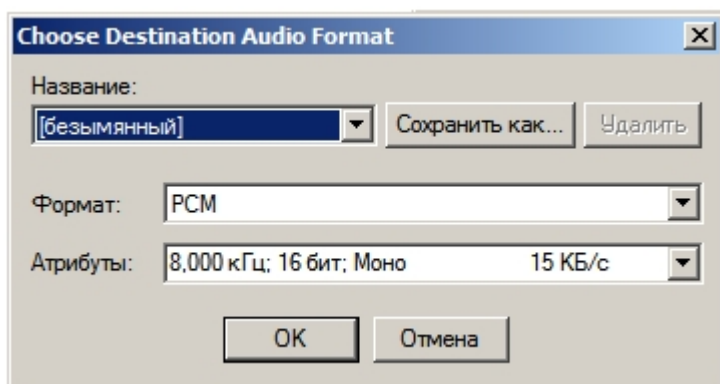 Choose Destination Audio Format
Название:
[безымянный] Сохранить как... Удалить
Формат: PCM
Атрибуты: 8,000 кГц; 16 бит; Моно 15 КБ/с
OK Отмена